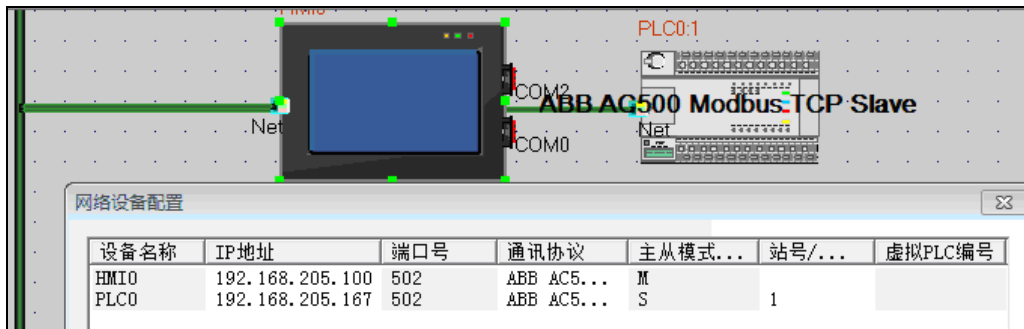 HMI0
PLC0:1
COM2
ABB AC500 Modbus TCP Slave
Net
Net
COM0
网络设备配置
设备名称 IP地址 端口号 通讯协议 主从模式... 站号/... 虚拟PLC编号
HMI0 192.168.205.100 502 ABB AC5... M
PLC0 192.168.205.167 502 ABB AC5... S 1